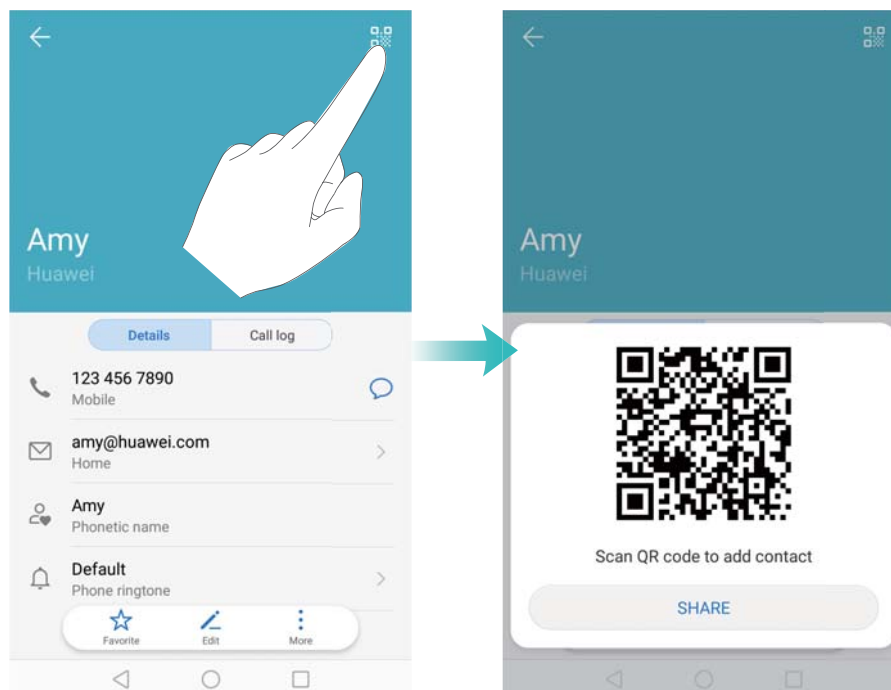 Amy
Huawei
Details
Call log
123 456 7890
Mobile
amy@huawei.com
Home
Amy
Phonetic name
Default
Phone ringtone
Favorite
Edit
More
Amy
Huawei
Scan QR code to add contact
SHARE